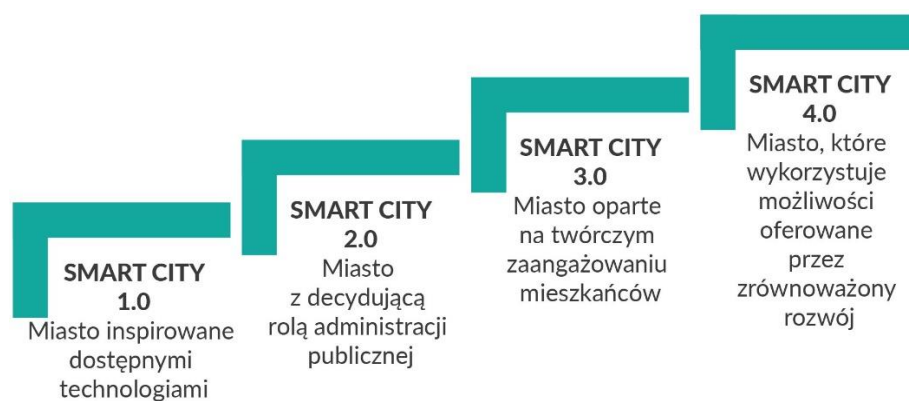 SMART CITY
1.0
Miasto inspirowane
dostępnymi
technologiami
SMART CITY
2.0
Miasto
z decydującą
rolą administracji
publicznej
SMART CITY
3.0
Miasto oparte
na twórczym
zaangażowaniu
mieszkańców
SMART CITY
4.0
Miasto, które
wykorzystuje
możliwości
oferowane
przez
zrównoważony
rozwój